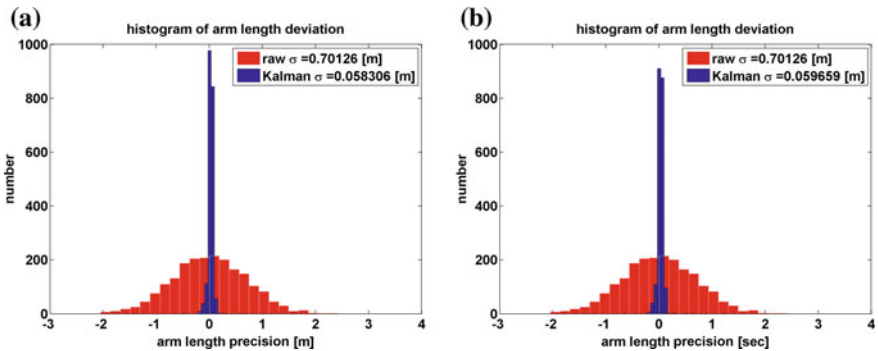 (a)
histogram of arm length deviation
1000
800
600
400
200
0
number
raw σ =0.70126 [m]
Kalman σ =0.058306 [m]
-3 -2 -1 0 1 2 3 4
arm length precision [m]
(b)
histogram of arm length deviation
1000
800
600
400
200
0
number
raw σ =0.70126 [m]
Kalman σ =0.059659 [m]
-3 -2 -1 0 1 2 3 4
arm length precision [sec]